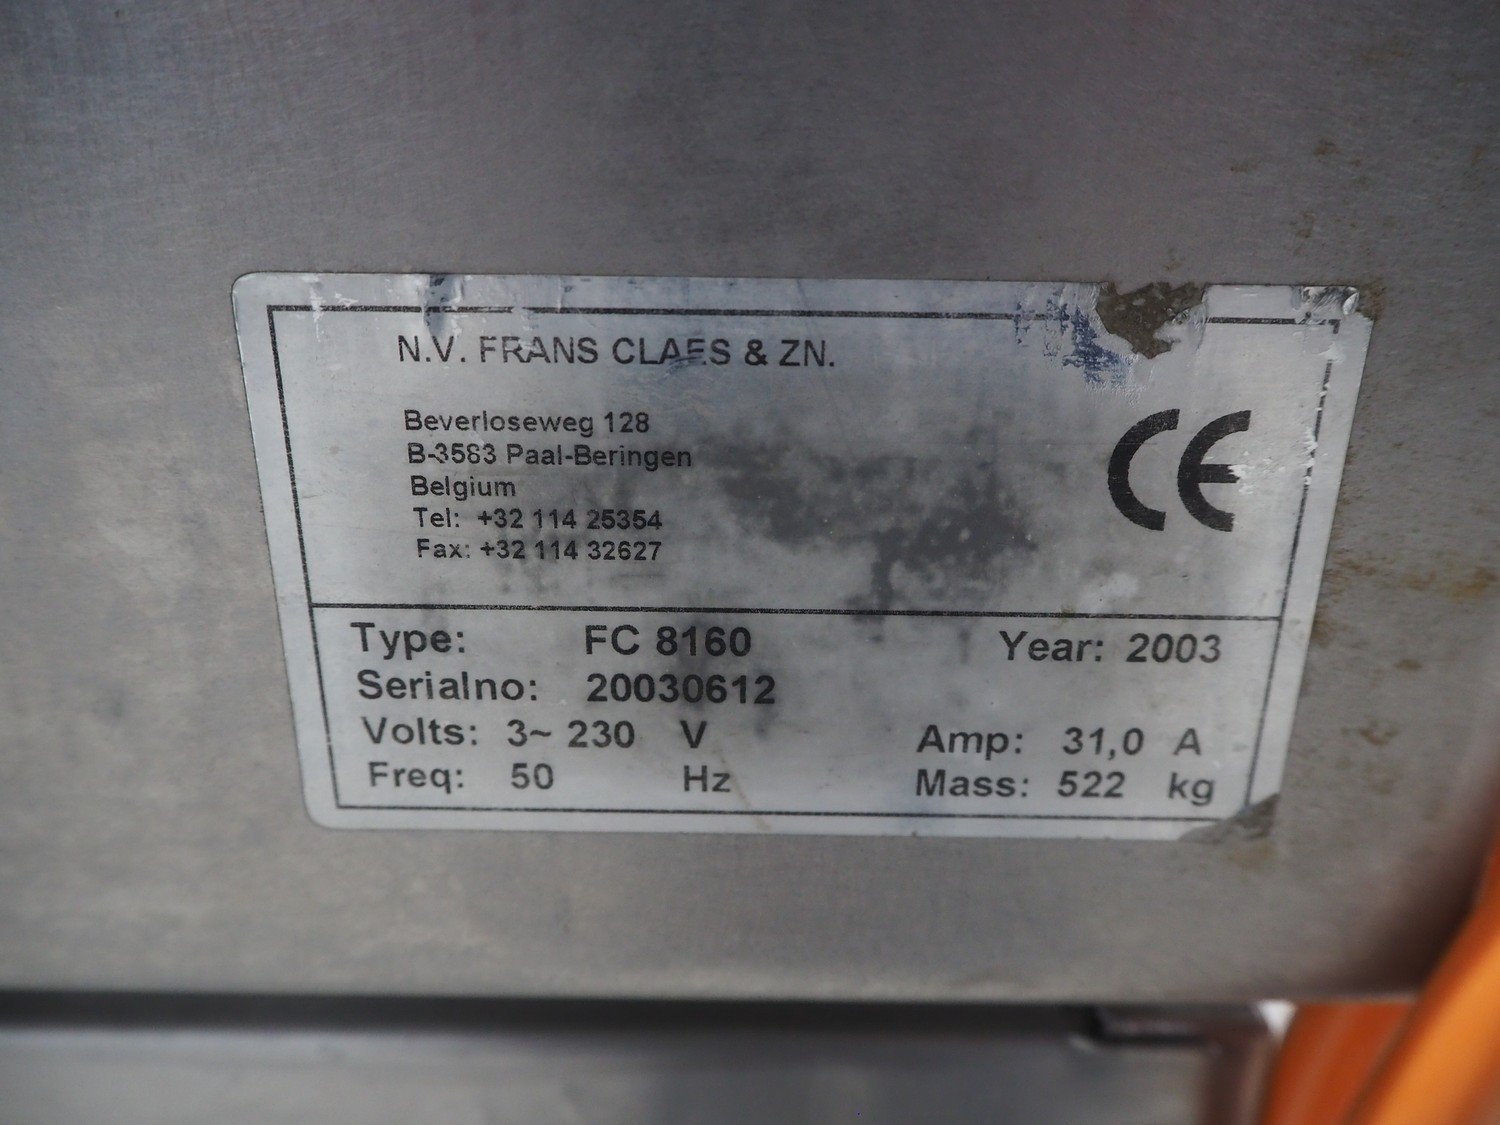 N.V. FRANS CLAES & ZN.
Beverloseweg 128
B-3583 Paal-Beringen
Belgium
Tel: +32 114 25354
Fax: +32 114 32627
CE
Type: FC 8160 Year: 2003
Serialno: 20030612
Volts: 3~ 230 V Amp: 31,0 A
Freq: 50 Hz Mass: 522 kg